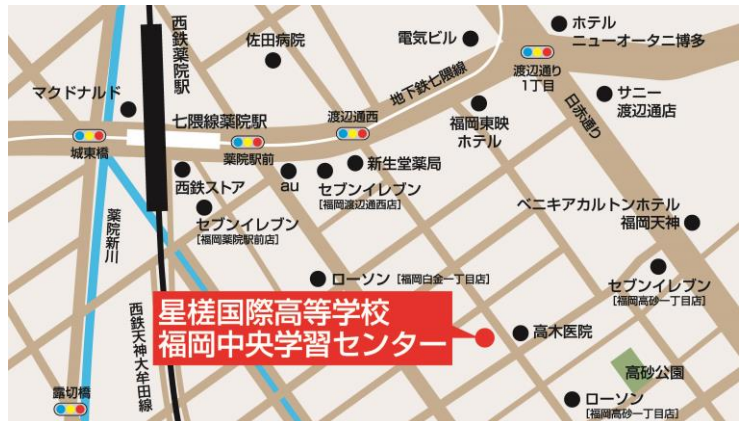 西鉄薬院駅
佐田病院
電気ビル
ホテル
ニューオータニ博多
渡辺通り
1丁目
地下鉄七隈線
マクドナルド
七隈線薬院駅
渡辺通西
日赤通り
サニー
渡辺通店
福岡東映
ホテル
城東橋
薬院駅前
新生堂薬局
西鉄ストア
au
セブンイレブン
[福岡渡辺通西店]
セブンイレブン
[福岡薬院駅前店]
ベニキアカルトンホテル
福岡天神
薬院新川
セブンイレブン
[福岡高砂一丁目店]
ローソン [福岡白金一丁目店]
西鉄天神大牟田線
星槎国際高等学校
福岡中央学習センター
高木医院
高砂公園
露切橋
ローソン
[福岡高砂一丁目店]